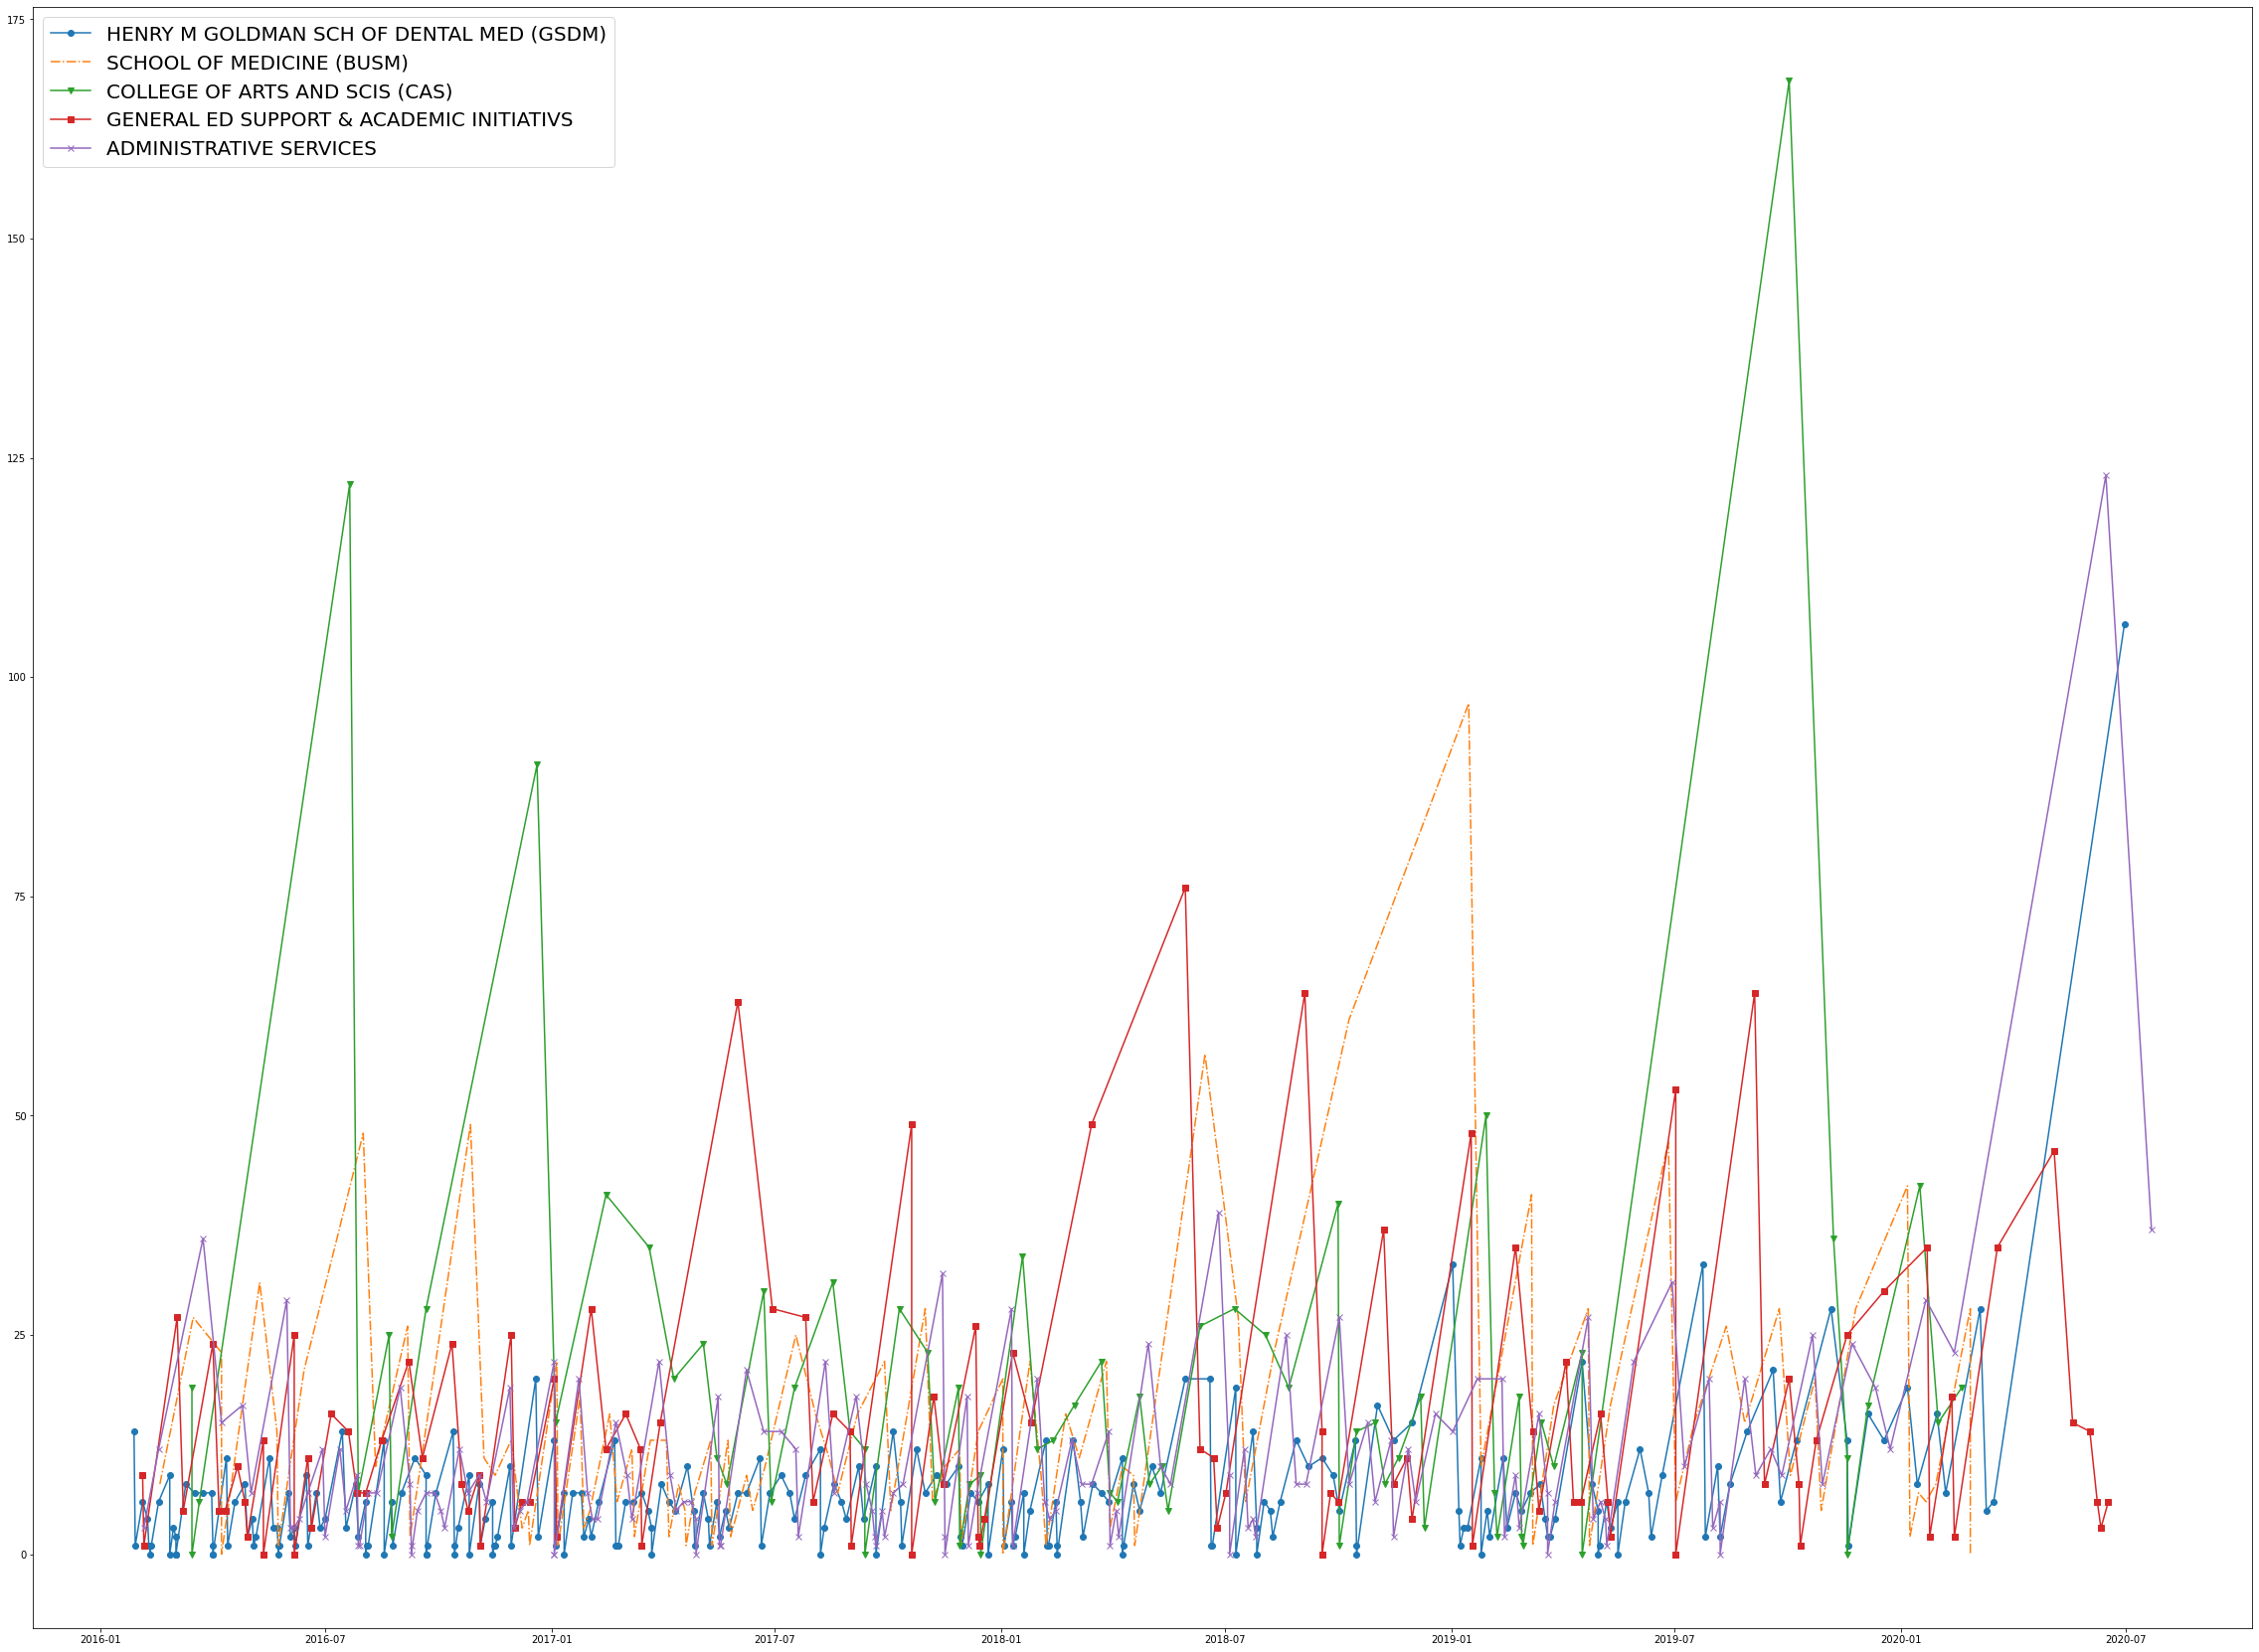 175
150
125
100
75
50
25
0
HENRY M GOLDMAN SCH OF DENTAL MED (GSDM)
SCHOOL OF MEDICINE (BUSM)
COLLEGE OF ARTS AND SCIS (CAS)
GENERAL ED SUPPORT & ACADEMIC INITIATIVS
ADMINISTRATIVE SERVICES
2016-01 2016-07 2017-01 2017-07 2018-01 2018-07 2019-01 2019-07 2020-01 2020-07